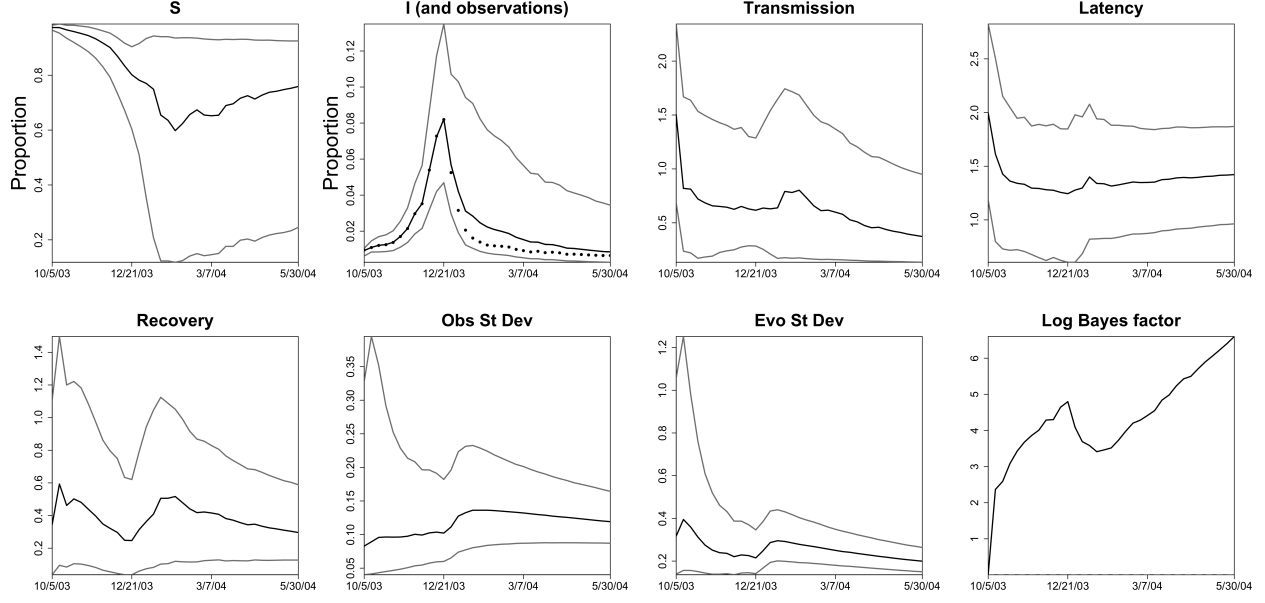 S
Proportion
0.2 0.4 0.6 0.8
10/5/03 12/21/03 3/7/04 5/30/04
I (and observations)
Proportion
0.02 0.04 0.06 0.08 0.10 0.12
10/5/03 12/21/03 3/7/04 5/30/04
Transmission
0.5 1.0 1.5 2.0
10/5/03 12/21/03 3/7/04 5/30/04
Latency
1.0 1.5 2.0 2.5
10/5/03 12/21/03 3/7/04 5/30/04
Recovery
0.2 0.4 0.6 0.8 1.0 1.2 1.4
10/5/03 12/21/03 3/7/04 5/30/04
Obs St Dev
0.05 0.10 0.15 0.20 0.25 0.30 0.35
10/5/03 12/21/03 3/7/04 5/30/04
Evo St Dev
0.2 0.4 0.6 0.8 1.0 1.2
10/5/03 12/21/03 3/7/04 5/30/04
Log Bayes factor
1 2 3 4 5 6
10/5/03 12/21/03 3/7/04 5/30/04